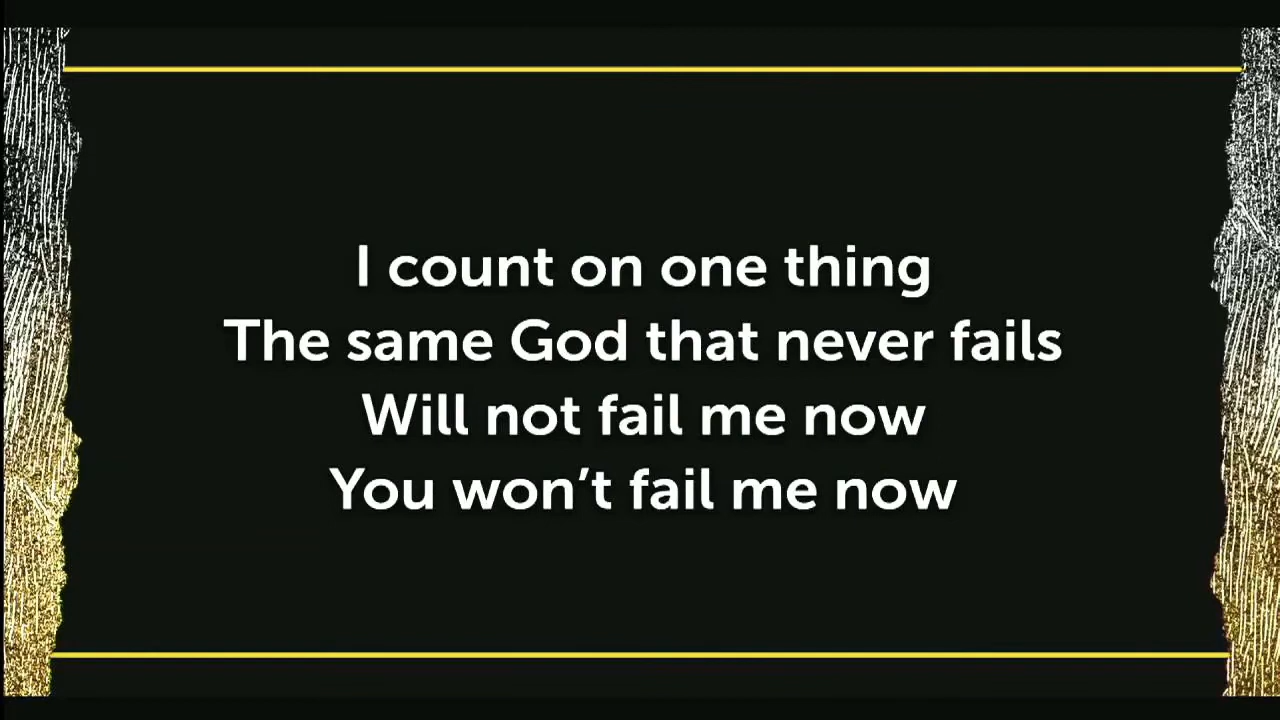 I count on one thing
The same God that never fails
Will not fail me now
You won’t fail me now